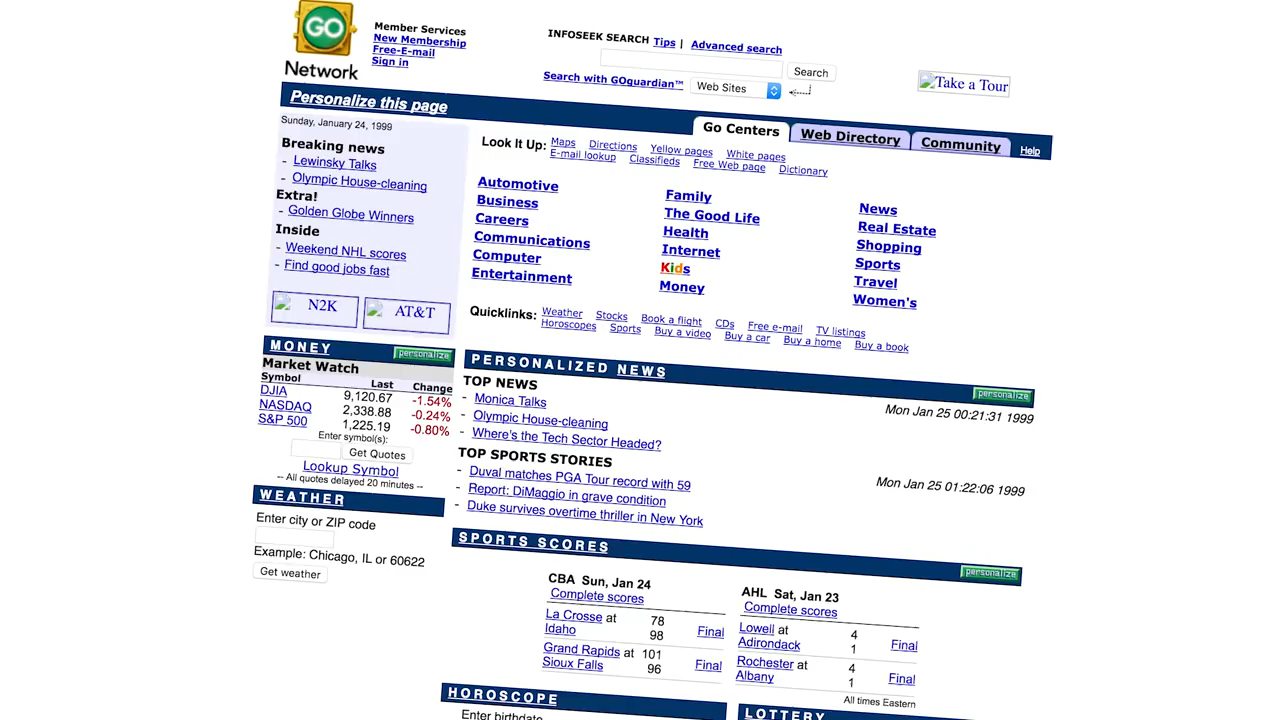 GO
Network
Member Services
New Membership
Free-E-mail
Sign in
INFOSEEK SEARCH Tips | Advanced search
Search
Search with GOguardian™ Web Sites
Take a Tour
Personalize this page
Go Centers Web Directory Community Help
Sunday, January 24, 1999
Breaking news
- Lewinsky Talks
- Olympic House-cleaning
Extra!
- Golden Globe Winners
Inside
- Weekend NHL scores
- Find good jobs fast
N2K AT&T
Look It Up: Maps Directions Yellow pages White pages
E-mail lookup Classifieds Free Web page Dictionary
Automotive
Business
Careers
Communications
Computer
Entertainment
Family
The Good Life
Health
Internet
Kids
Money
News
Real Estate
Shopping
Sports
Travel
Women's
Quicklinks: Weather Stocks Book a flight CDs Free e-mail TV listings
Horoscopes Sports Buy a video Buy a car Buy a home Buy a book
MONEY personalize
Market Watch
Symbol Last Change
DJIA 9,120.67 -1.54%
NASDAQ 2,338.88 -0.24%
S&P 500 1,225.19 -0.80%
Enter symbol(s):
Get Quotes
Lookup Symbol
-- All quotes delayed 20 minutes --
WEATHER
Enter city or ZIP code
Example: Chicago, IL or 60622
Get weather
PERSONALIZED NEWS personalize
TOP NEWS Mon Jan 25 00:21:31 1999
- Monica Talks
- Olympic House-cleaning
- Where's the Tech Sector Headed?
TOP SPORTS STORIES Mon Jan 25 01:22:06 1999
- Duval matches PGA Tour record with 59
- Report: DiMaggio in grave condition
- Duke survives overtime thriller in New York
SPORTS SCORES personalize
CBA Sun, Jan 24
Complete scores
La Crosse at 78
Idaho 98 Final
Grand Rapids at 101
Sioux Falls 96 Final
AHL Sat, Jan 23
Complete scores
Lowell at 4
Adirondack 1 Final
Rochester at 4
Albany 1 Final
All times Eastern
HOROSCOPE
Enter birthdate
LOTTERY